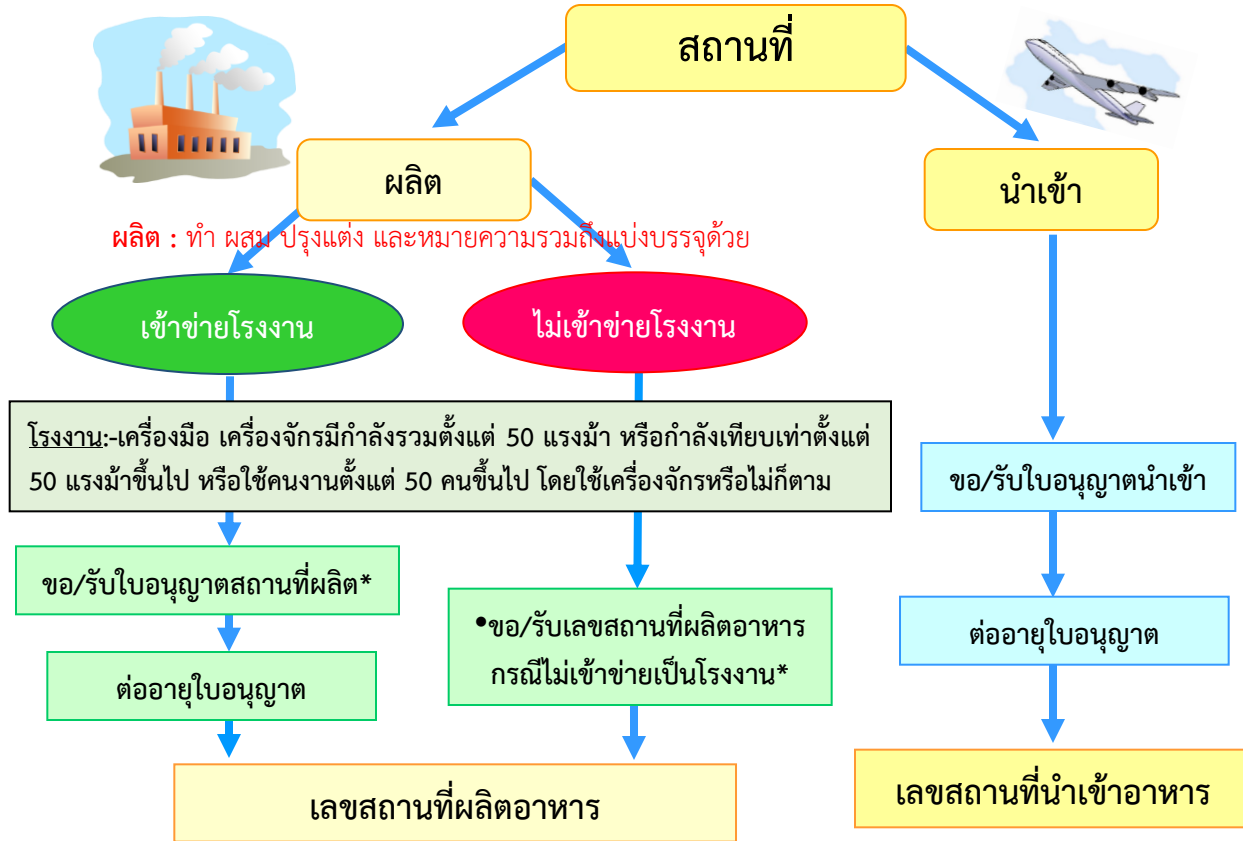 สถานที่
ผลิต
นำเข้า
ผลิต : ทำ ผสม ปรุงแต่ง และหมายความรวมถึงแบ่งบรรจุด้วย
เข้าข่ายโรงงาน
ไม่เข้าข่ายโรงงาน
โรงงาน:-เครื่องมือ เครื่องจักรมีกำลังรวมตั้งแต่ 50 แรงม้า หรือกำลังเทียบเท่าตั้งแต่
50 แรงม้าขึ้นไป หรือใช้คนงานตั้งแต่ 50 คนขึ้นไป โดยใช้เครื่องจักรหรือไม่ก็ตาม
ขอ/รับใบอนุญาตนำเข้า
ขอ/รับใบอนุญาตสถานที่ผลิต*
•ขอ/รับเลขสถานที่ผลิตอาหาร
กรณีไม่เข้าข่ายเป็นโรงงาน*
ต่ออายุใบอนุญาต
ต่ออายุใบอนุญาต
เลขสถานที่ผลิตอาหาร
เลขสถานที่นำเข้าอาหาร